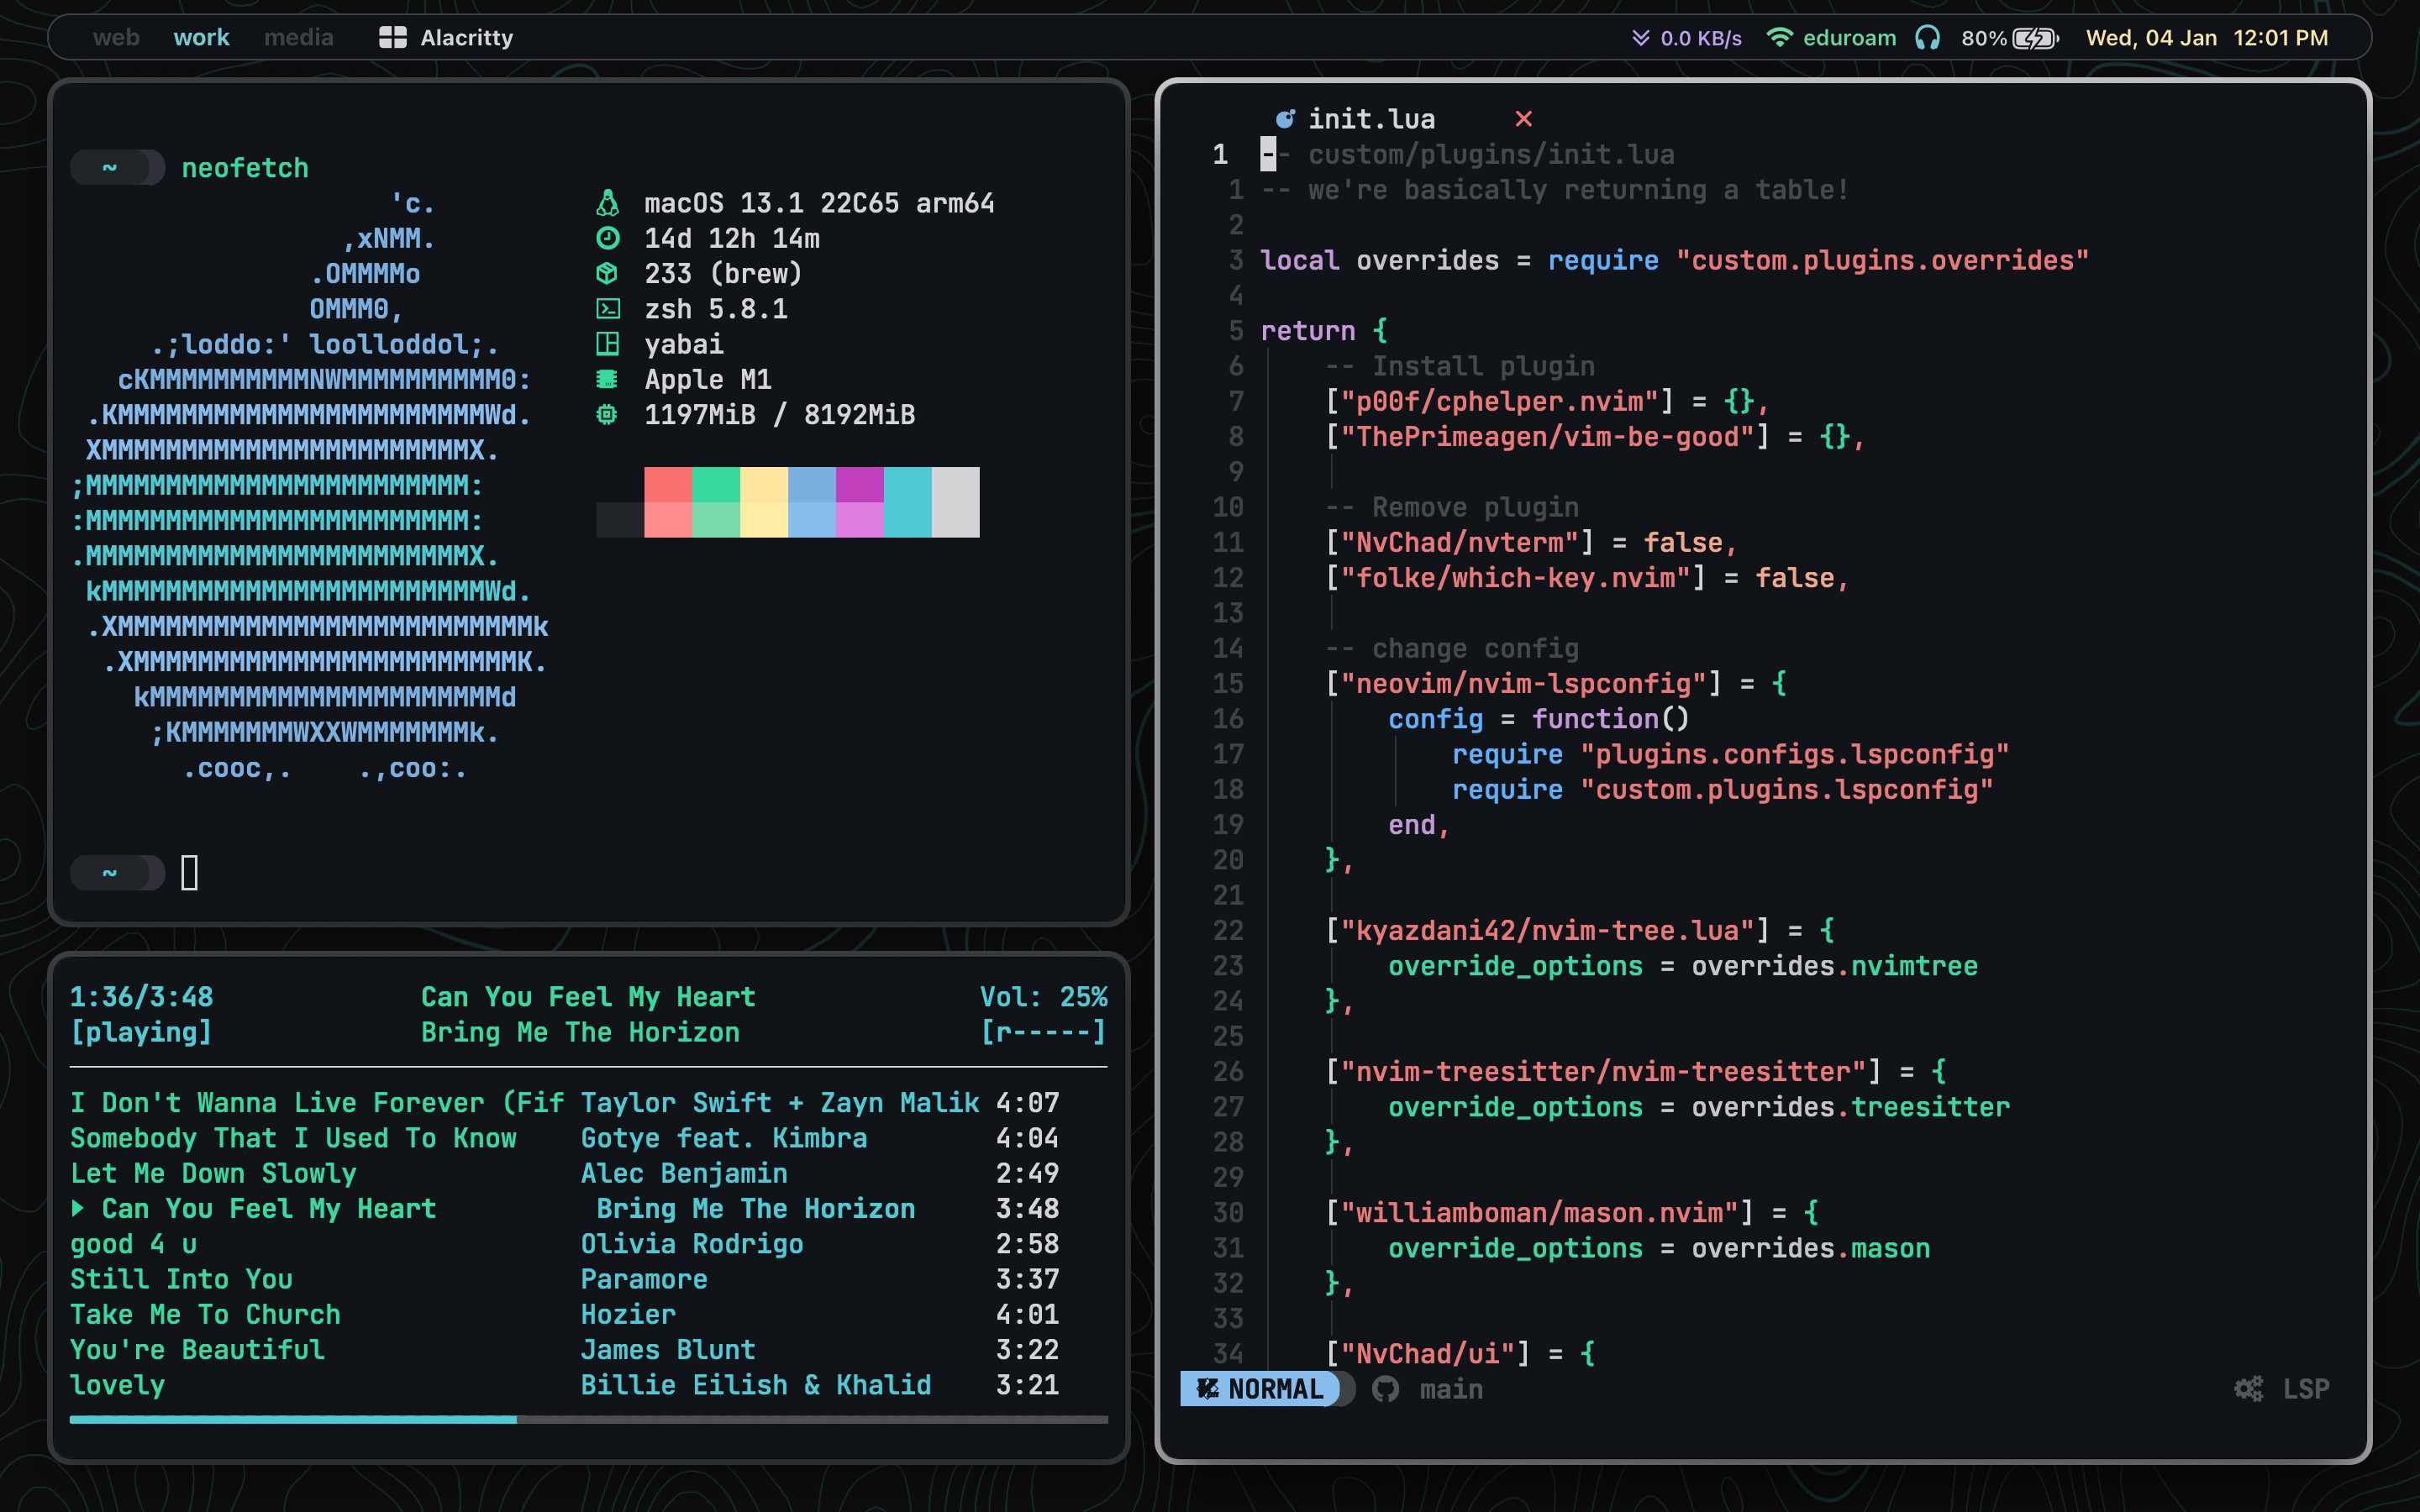 web work media Alacritty 0.0 KB/s eduroam 80% Wed, 04 Jan 12:01 PM
~ neofetch
'c.
,xNMM.
.OMMMMo
OMMM0,
.;loddo:' loolloddol;.
cKMMMMMMMMMMNWMMMMMMMMMM0:
.KMMMMMMMMMMMMMMMMMMMMMMMWd.
XMMMMMMMMMMMMMMMMMMMMMMMX.
;MMMMMMMMMMMMMMMMMMMMMMMM:
:MMMMMMMMMMMMMMMMMMMMMMMM:
.MMMMMMMMMMMMMMMMMMMMMMMMX.
kMMMMMMMMMMMMMMMMMMMMMMMMWd.
.XMMMMMMMMMMMMMMMMMMMMMMMMMMk
.XMMMMMMMMMMMMMMMMMMMMMMMMK.
kMMMMMMMMMMMMMMMMMMMMMMd
;KMMMMMMMWXXWMMMMMMMk.
.cooc,. .,coo:.
macOS 13.1 22C65 arm64
14d 12h 14m
233 (brew)
zsh 5.8.1
yabai
Apple M1
1197MiB / 8192MiB
~
1:36/3:48 Can You Feel My Heart Vol: 25%
[playing] Bring Me The Horizon [r-----]
I Don't Wanna Live Forever (Fif Taylor Swift + Zayn Malik 4:07
Somebody That I Used To Know Gotye feat. Kimbra 4:04
Let Me Down Slowly Alec Benjamin 2:49
Can You Feel My Heart Bring Me The Horizon 3:48
good 4 u Olivia Rodrigo 2:58
Still Into You Paramore 3:37
Take Me To Church Hozier 4:01
You're Beautiful James Blunt 3:22
lovely Billie Eilish & Khalid 3:21
init.lua
1 -- custom/plugins/init.lua
1 -- we're basically returning a table!
2
3 local overrides = require "custom.plugins.overrides"
4
5 return {
6 -- Install plugin
7 ["p00f/cphelper.nvim"] = {},
8 ["ThePrimeagen/vim-be-good"] = {},
9
10 -- Remove plugin
11 ["NvChad/nvterm"] = false,
12 ["folke/which-key.nvim"] = false,
13
14 -- change config
15 ["neovim/nvim-lspconfig"] = {
16 config = function()
17 require "plugins.configs.lspconfig"
18 require "custom.plugins.lspconfig"
19 end,
20 },
21
22 ["kyazdani42/nvim-tree.lua"] = {
23 override_options = overrides.nvimtree
24 },
25
26 ["nvim-treesitter/nvim-treesitter"] = {
27 override_options = overrides.treesitter
28 },
29
30 ["williamboman/mason.nvim"] = {
31 override_options = overrides.mason
32 },
33
34 ["NvChad/ui"] = {
NORMAL main LSP